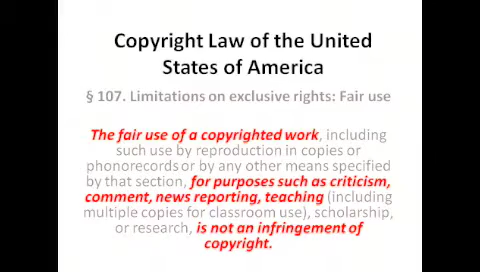 Copyright Law of the United
States of America
§ 107. Limitations on exclusive rights: Fair use
The fair use of a copyrighted work, including
such use by reproduction in copies or
phonorecords or by any other means specified
by that section, for purposes such as criticism,
comment, news reporting, teaching (including
multiple copies for classroom use), scholarship,
or research, is not an infringement of
copyright.